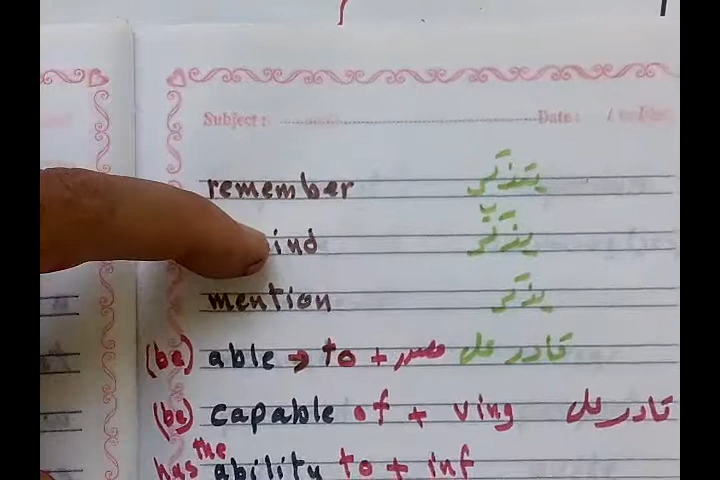 Subject: Date: /
remember يتذكر
ind يذكّر
mention يذكر
(be) able → to + مصدر قادر على
(be) capable of + ving قادر على
has the ability to + inf